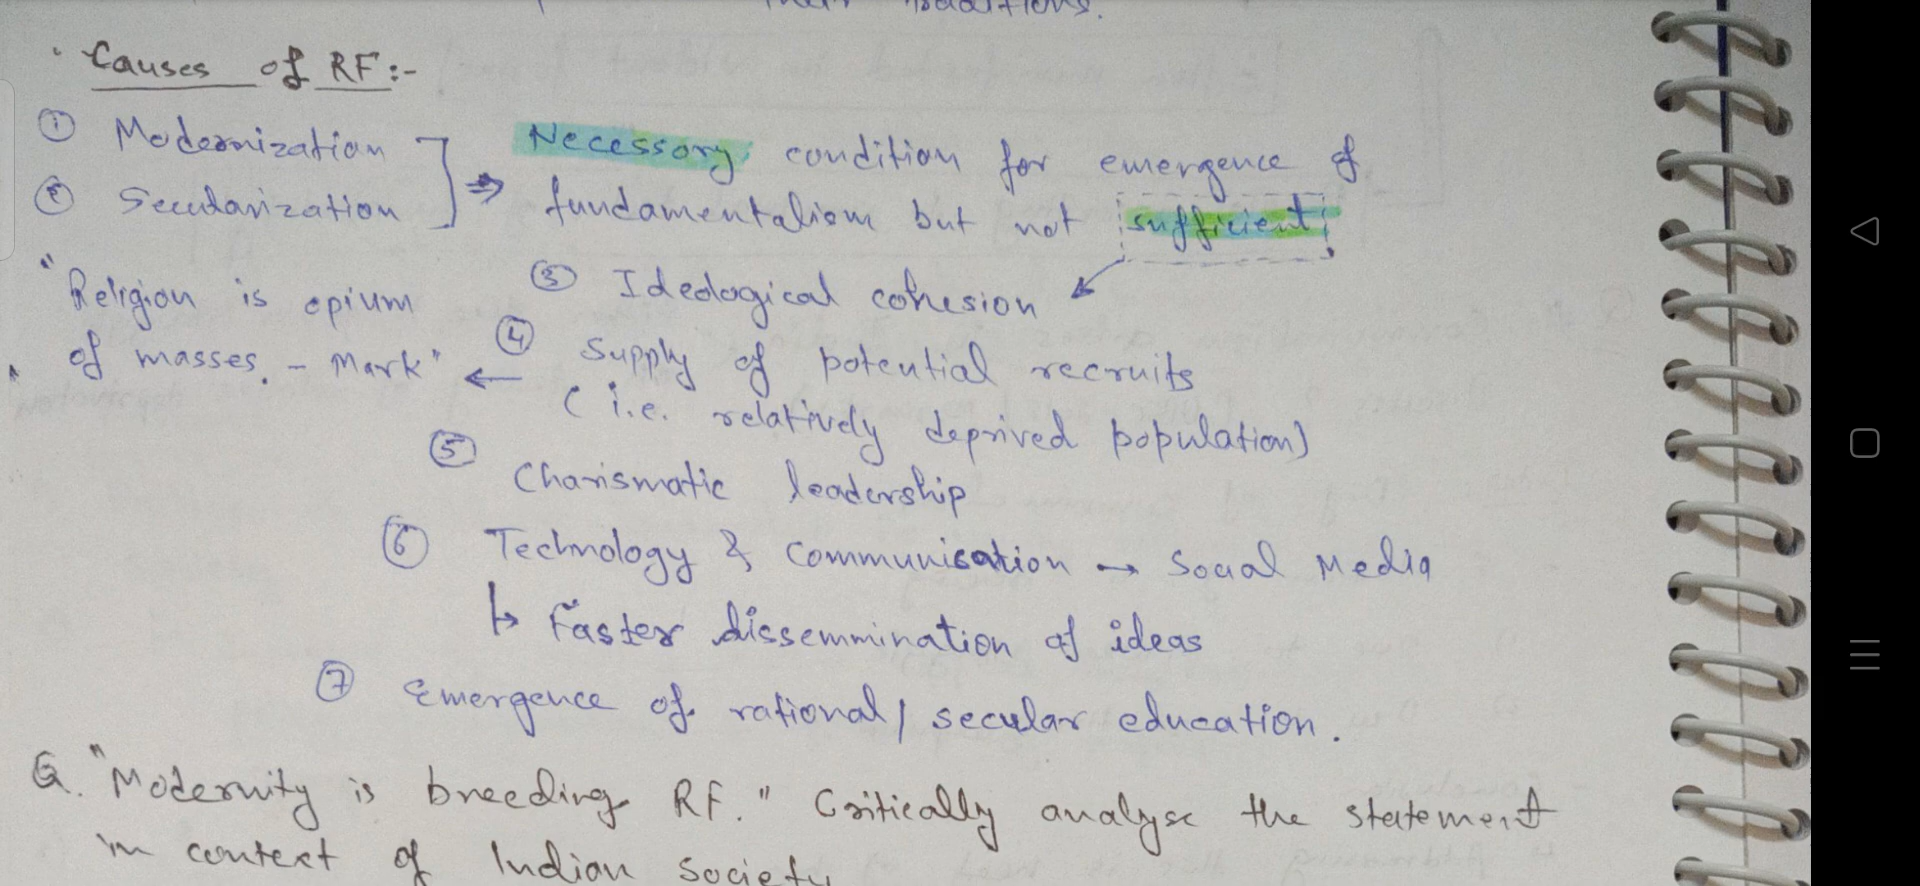 their traditions.
Causes of RF:-
① Modernization
② Secularization
⇒ Necessary condition for emergence of
fundamentalism but not sufficient
③ Ideological cohesion
"Religion is opium
of masses. - Mark"
④ Supply of potential recruits
(i.e. relatively deprived population)
⑤ Charismatic leadership
⑥ Technology & Communication → Social Media
↳ Faster dissemmination of ideas
⑦ Emergence of rational/ secular education.
Q. "Modernity is breeding RF." Critically analyse the statement
in context of Indian society